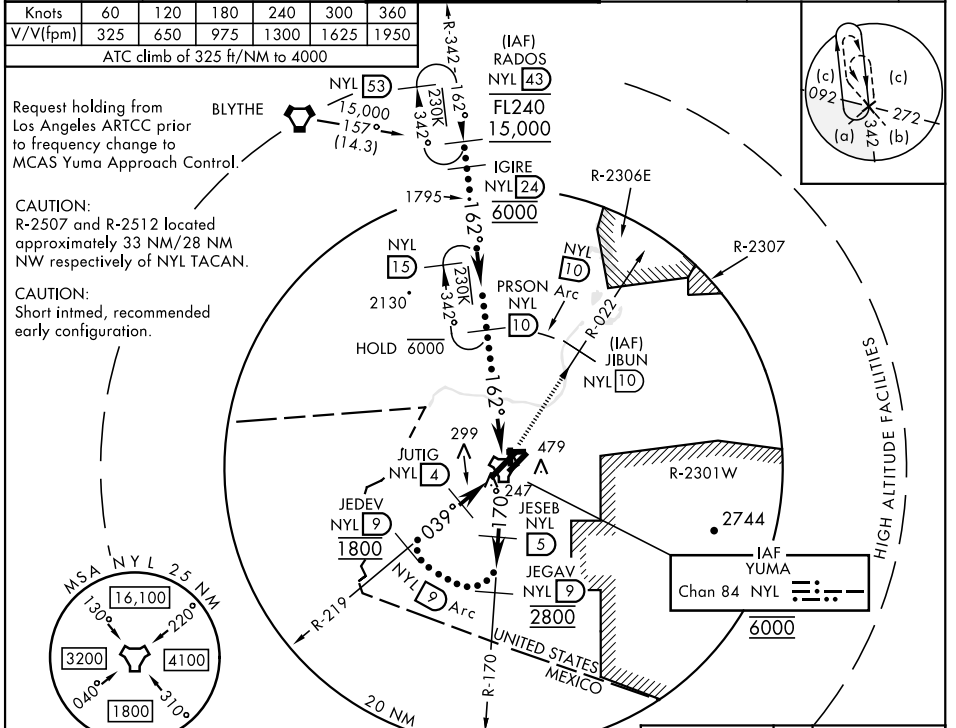 Knots 60 120 180 240 300 360
V/V(fpm) 325 650 975 1300 1625 1950
ATC climb of 325 ft/NM to 4000
Request holding from
Los Angeles ARTCC prior
to frequency change to
MCAS Yuma Approach Control.
CAUTION:
R-2507 and R-2512 located
approximately 33 NM/28 NM
NW respectively of NYL TACAN.
CAUTION:
Short intmd, recommended
early configuration.
BLYTHE
NYL 53
15,000
157°
(14.3)
R-342
162°
230K
342°
(IAF)
RADOS
NYL 43
FL240
15,000
IGIRE
NYL 24
6000
1795
162°
NYL
15
2130
230K
342°
HOLD 6000
PRSON
NYL
10
NYL
10
Arc
R-022
(IAF)
JIBUN
NYL 10
R-2306E
R-2307
(c)
(c)
092
272
(a)
(b)
342
162°
299
479
247
JUTIG
NYL 4
039°
170°
JEDEV
NYL 9
1800
JESEB
NYL
5
JEGAV
NYL 9
2800
NYL 9 Arc
R-219
R-170
R-2301W
2744
IAF
YUMA
Chan 84 NYL
6000
UNITED STATES
MEXICO
20 NM
HIGH ALTITUDE FACILITIES
MSA NYL 25 NM
16,100
130°
220°
3200
4100
040°
310°
1800